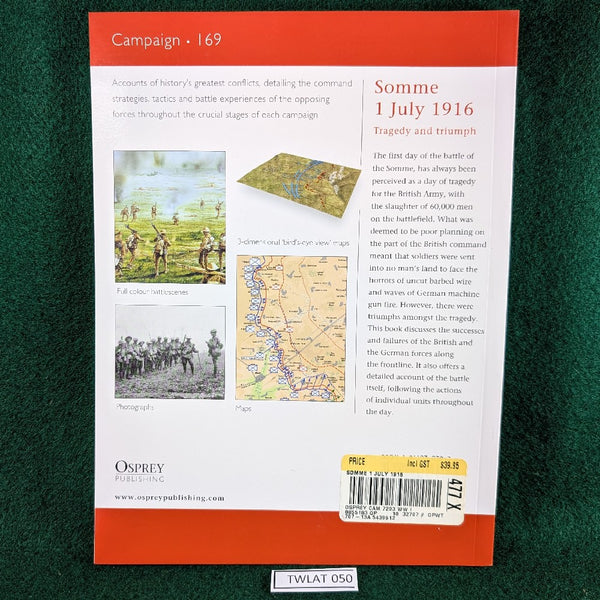 Campaign • 169
Accounts of history's greatest conflicts, detailing the command
strategies, tactics and battle experiences of the opposing
forces throughout the crucial stages of each campaign
Full colour battlescenes
3-dimensional 'bird's-eye-view' maps
Photographs
Maps
Somme
1 July 1916
Tragedy and triumph
The first day of the battle of
the Somme, has always been
perceived as a day of tragedy
for the British Army, with
the slaughter of 60,000 men
on the battlefield. What was
deemed to be poor planning on
the part of the British command
meant that soldiers were sent
into no man's land to face the
horrors of uncut barbed wire
and waves of German machine
gun fire. However, there were
triumphs amongst the tragedy.
This book discusses the successes
and failures of the British and
the German forces along
the frontline. It also offers a
detailed account of the battle
itself, following the actions
of individual units throughout
the day.
OSPREY
PUBLISHING
www.ospreypublishing.com
PRICE Incl GST $39.95
SOMME 1 JULY 1916
477 X
OSPREY CAM 7203 WW I
TWLAT 050